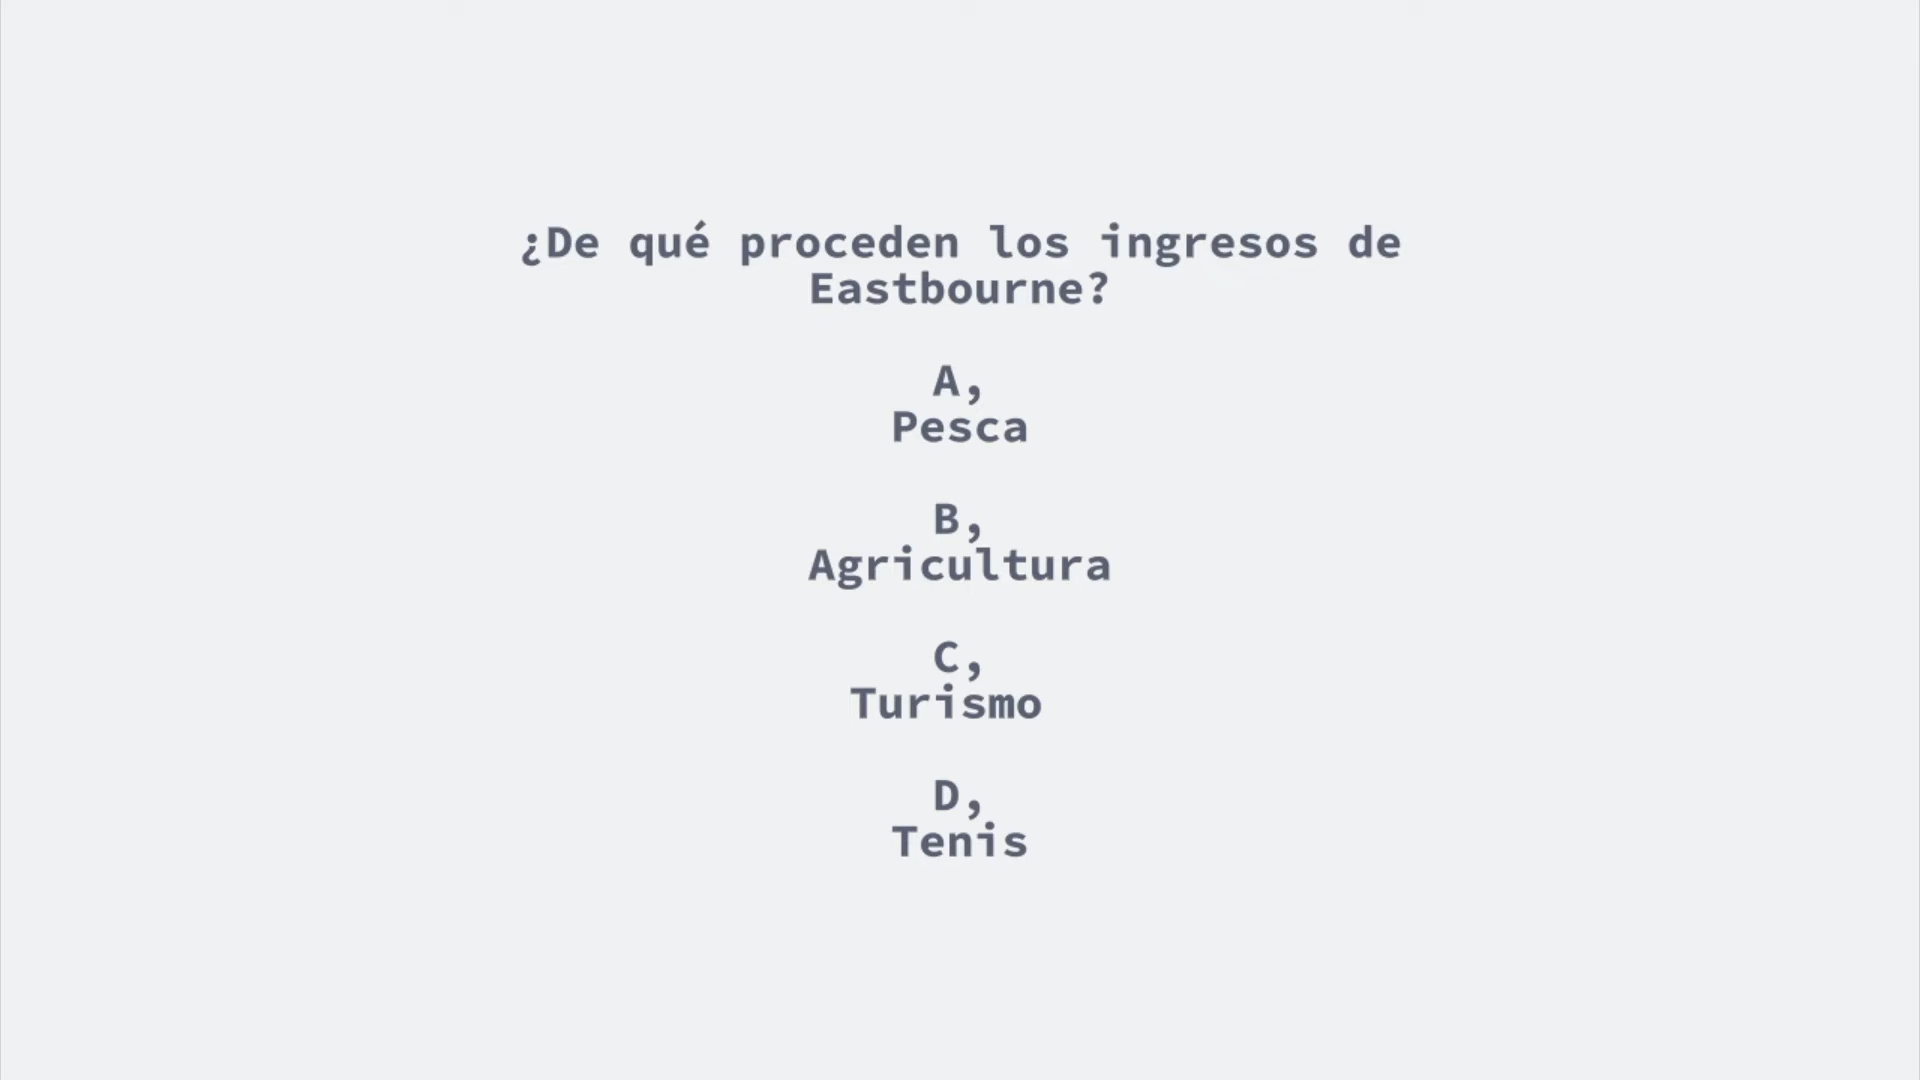 ¿De qué proceden los ingresos de
Eastbourne?
A,
Pesca
B,
Agricultura
C,
Turismo
D,
Tenis